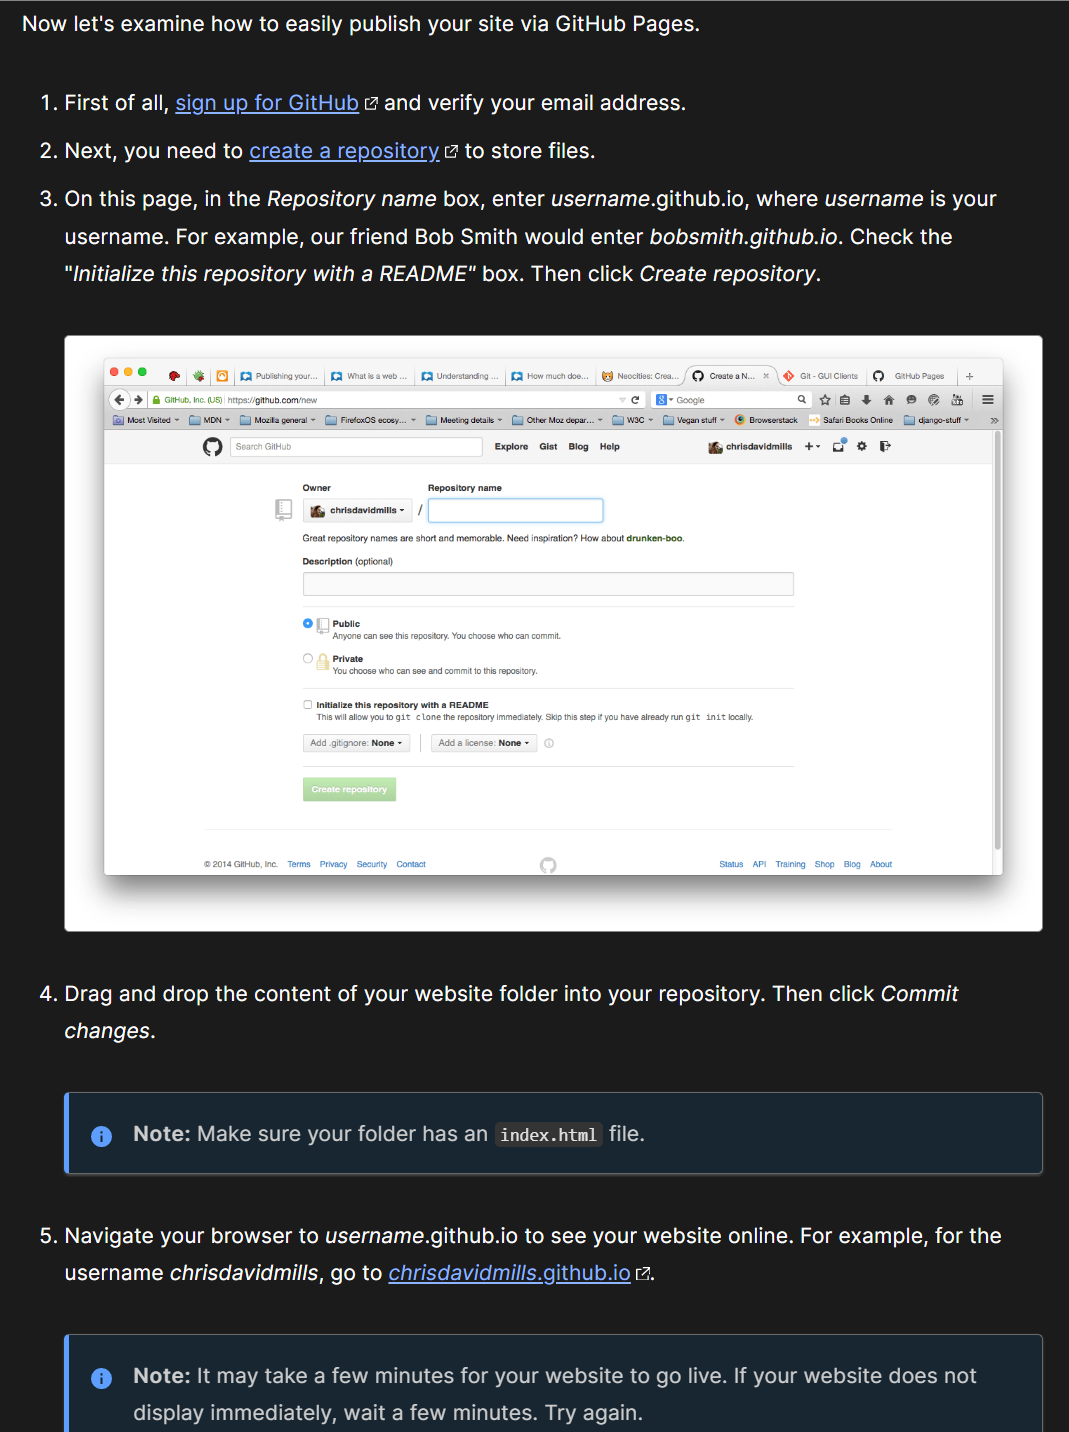 Now let's examine how to easily publish your site via GitHub Pages.
1. First of all, sign up for GitHub and verify your email address.
2. Next, you need to create a repository to store files.
3. On this page, in the Repository name box, enter username.github.io, where username is your
username. For example, our friend Bob Smith would enter bobsmith.github.io. Check the
"Initialize this repository with a README" box. Then click Create repository.
Publishing your... What is a web ... Understanding ... How much doe... Neocities: Crea... Create a N... Git - GUI Clients GitHub Pages
GitHub, Inc. (US) https://github.com/new Google
Most Visited MDN Mozilla general FirefoxOS ecosy... Meeting details Other Moz depar... W3C Vegan stuff Browserstack Safari Books Online django-stuff
Search GitHub Explore Gist Blog Help chrisdavidmills
Owner Repository name
chrisdavidmills /
Great repository names are short and memorable. Need inspiration? How about drunken-boo.
Description (optional)
Public
Anyone can see this repository. You choose who can commit.
Private
You choose who can see and commit to this repository.
Initialize this repository with a README
This will allow you to git clone the repository immediately. Skip this step if you have already run git init locally.
Add .gitignore: None Add a license: None
Create repository
© 2014 GitHub, Inc. Terms Privacy Security Contact Status API Training Shop Blog About
4. Drag and drop the content of your website folder into your repository. Then click Commit
changes.
Note: Make sure your folder has an index.html file.
5. Navigate your browser to username.github.io to see your website online. For example, for the
username chrisdavidmills, go to chrisdavidmills.github.io.
Note: It may take a few minutes for your website to go live. If your website does not
display immediately, wait a few minutes. Try again.